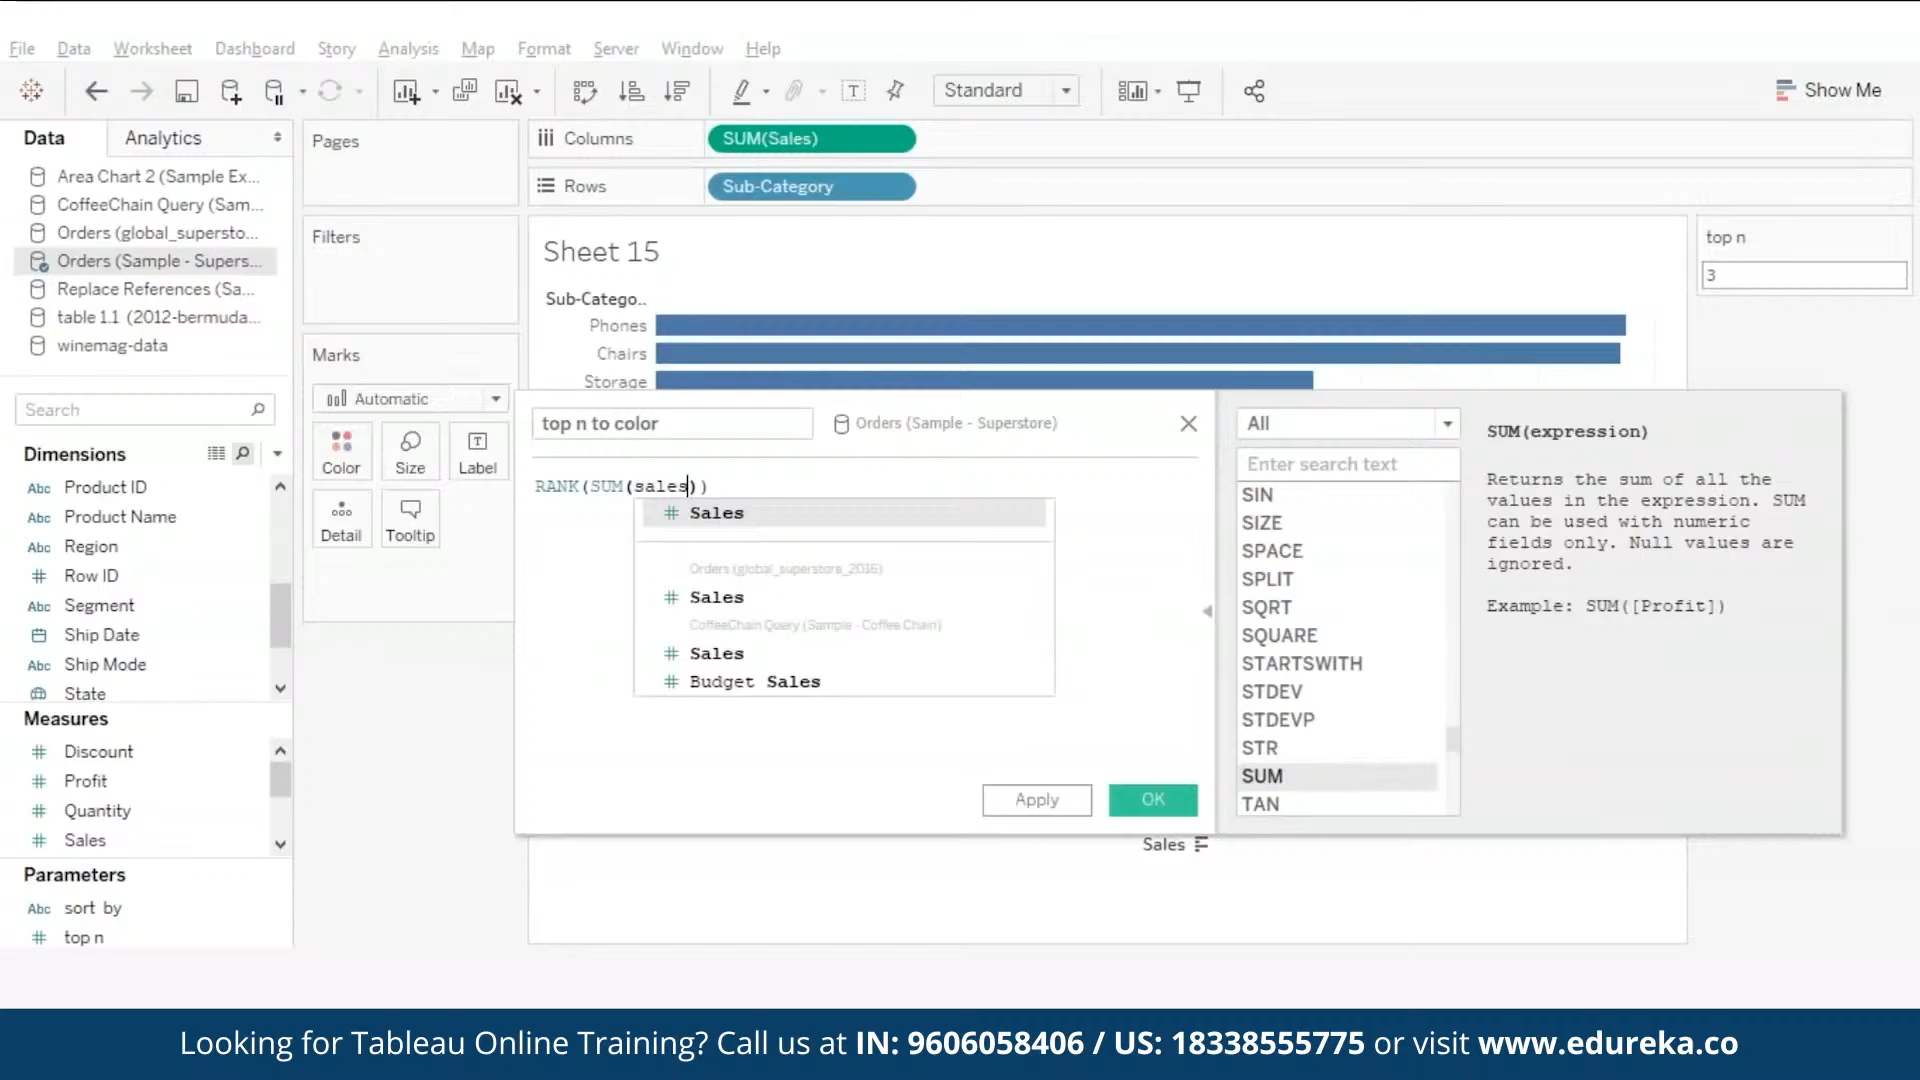 File Data Worksheet Dashboard Story Analysis Map Format Server Window Help
Standard
Show Me
Data Analytics
Area Chart 2 (Sample Ex...
CoffeeChain Query (Sam...
Orders (global_supersto...
Orders (Sample - Supers...
Replace References (Sa...
table 1.1 (2012-bermuda...
winemag-data
Search
Dimensions
Abc Product ID
Abc Product Name
Abc Region
# Row ID
Abc Segment
Ship Date
Abc Ship Mode
State
Measures
# Discount
# Profit
# Quantity
# Sales
Parameters
Abc sort by
# top n
Pages
Filters
Marks
Automatic
Color Size Label
Detail Tooltip
Columns SUM(Sales)
Rows Sub-Category
Sheet 15
Sub-Catego..
Phones
Chairs
Storage
top n
3
top n to color
Orders (Sample - Superstore)
RANK(SUM(sales))
# Sales
Orders (global_superstore_2016)
# Sales
CoffeeChain Query (Sample - Coffee Chain)
# Sales
# Budget Sales
Apply OK
All
Enter search text
SIN
SIZE
SPACE
SPLIT
SQRT
SQUARE
STARTSWITH
STDEV
STDEVP
STR
SUM
TAN
SUM(expression)
Returns the sum of all the
values in the expression. SUM
can be used with numeric
fields only. Null values are
ignored.
Example: SUM([Profit])
Sales
Looking for Tableau Online Training? Call us at IN: 9606058406 / US: 18338555775 or visit www.edureka.co